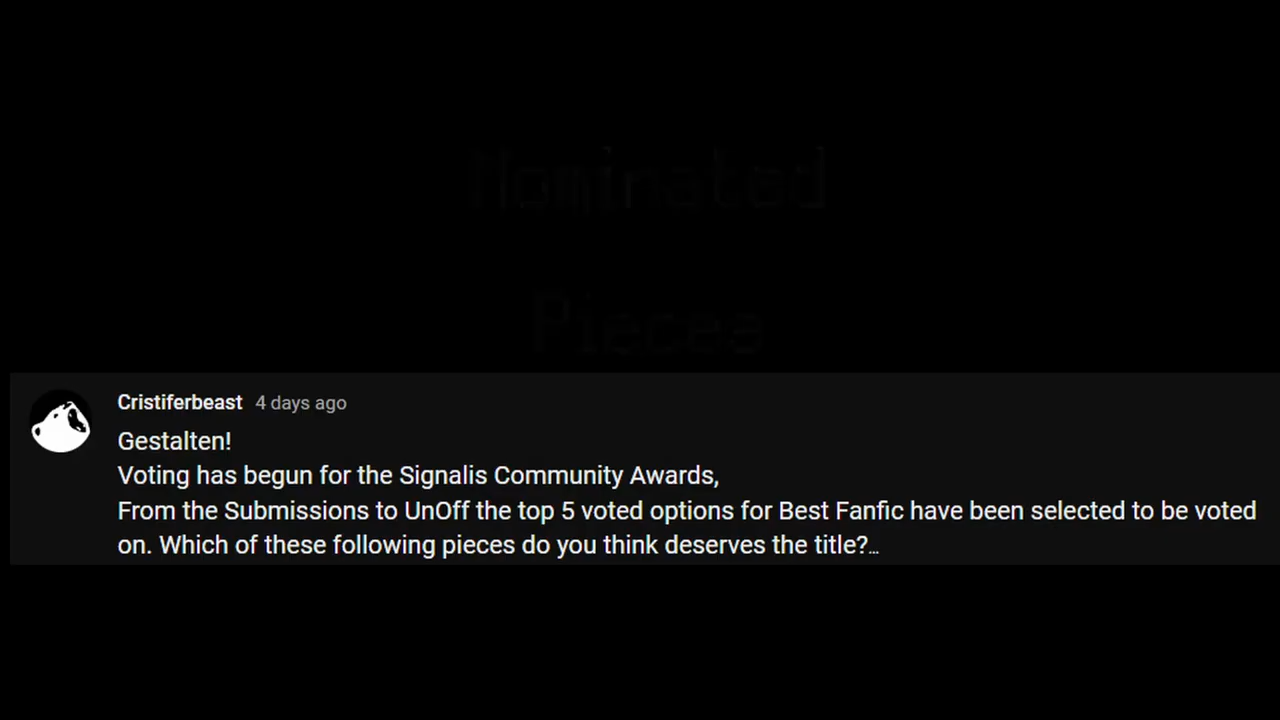 Nominated
Pieces
Cristiferbeast 4 days ago
Gestalten!
Voting has begun for the Signalis Community Awards,
From the Submissions to UnOff the top 5 voted options for Best Fanfic have been selected to be voted
on. Which of these following pieces do you think deserves the title?...